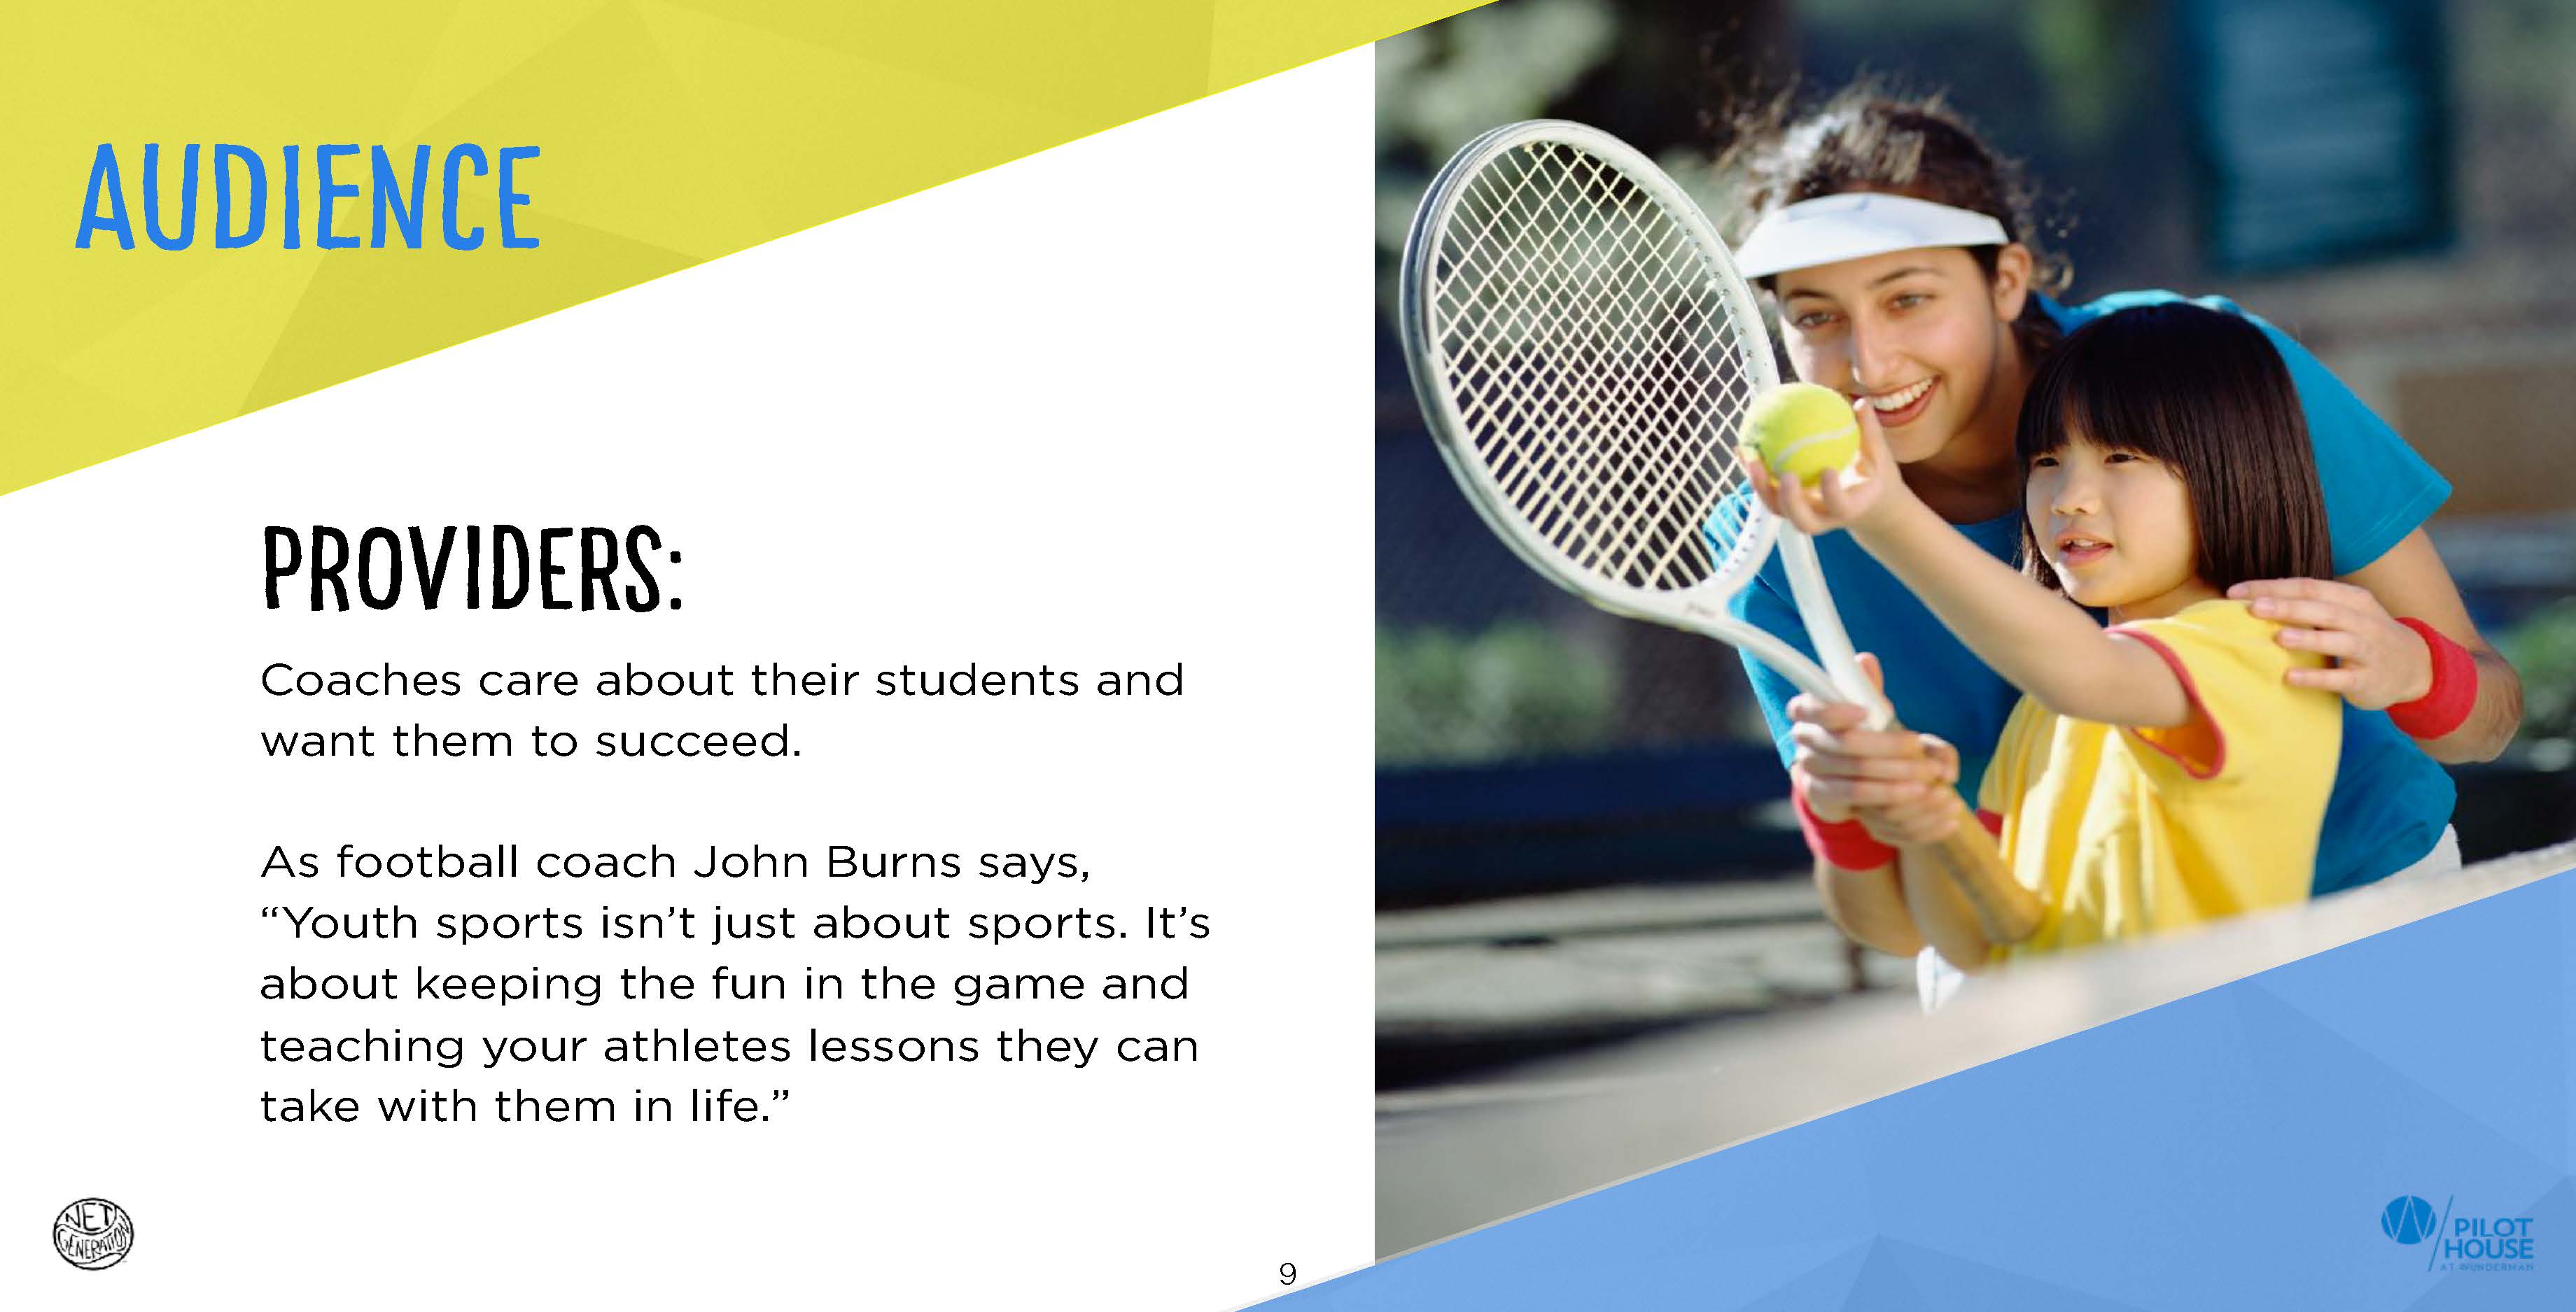 AUDIENCE
PROVIDERS:
Coaches care about their students and
want them to succeed.
As football coach John Burns says,
“Youth sports isn’t just about sports. It’s
about keeping the fun in the game and
teaching your athletes lessons they can
take with them in life.”
NET
GENERATION
9
PILOT
HOUSE
AT WUNDERMAN